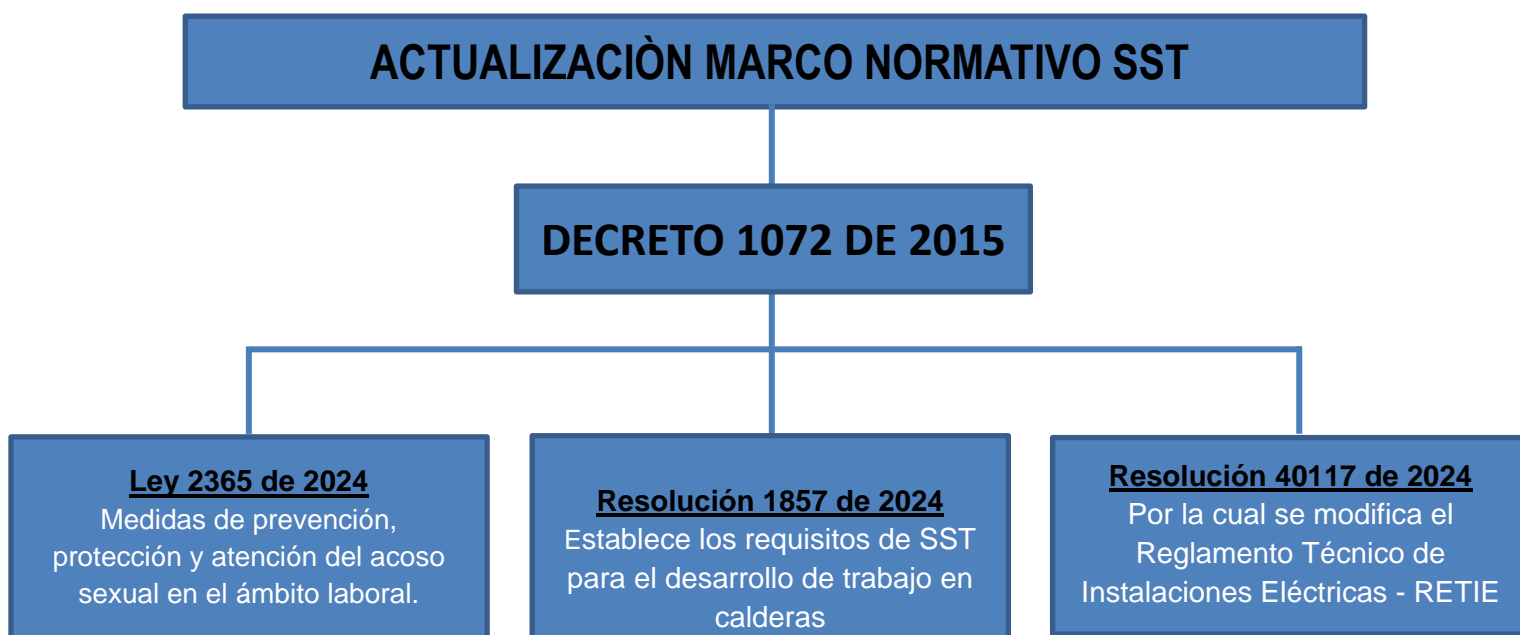 ACTUALIZACIÒN MARCO NORMATIVO SST
DECRETO 1072 DE 2015
Ley 2365 de 2024
Medidas de prevención,
protección y atención del acoso
sexual en el ámbito laboral.
Resolución 1857 de 2024
Establece los requisitos de SST
para el desarrollo de trabajo en
calderas
Resolución 40117 de 2024
Por la cual se modifica el
Reglamento Técnico de
Instalaciones Eléctricas - RETIE